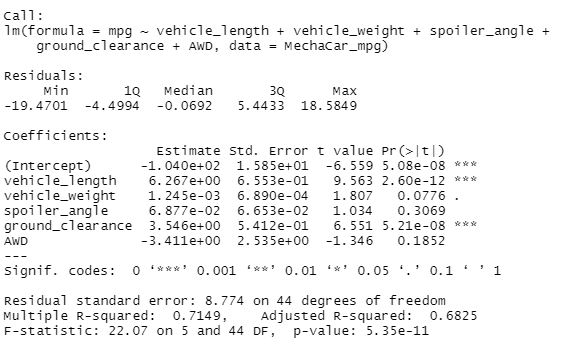 Call:
lm(formula = mpg ~ vehicle_length + vehicle_weight + spoiler_angle +
    ground_clearance + AWD, data = MechaCar_mpg)

Residuals:
     Min       1Q   Median       3Q      Max
-19.4701  -4.4994  -0.0692   5.4433  18.5849

Coefficients:
                   Estimate Std. Error t value Pr(>|t|)
(Intercept)      -1.040e+02  1.585e+01  -6.559 5.08e-08 ***
vehicle_length    6.267e+00  6.553e-01   9.563 2.60e-12 ***
vehicle_weight    1.245e-03  6.890e-04   1.807   0.0776 .
spoiler_angle     6.877e-02  6.653e-02   1.034   0.3069
ground_clearance  3.546e+00  5.412e-01   6.551 5.21e-08 ***
AWD              -3.411e+00  2.535e+00  -1.346   0.1852
---
Signif. codes:  0 ‘***’ 0.001 ‘**’ 0.01 ‘*’ 0.05 ‘.’ 0.1 ‘ ’ 1

Residual standard error: 8.774 on 44 degrees of freedom
Multiple R-squared:  0.7149,    Adjusted R-squared:  0.6825
F-statistic: 22.07 on 5 and 44 DF,  p-value: 5.35e-11